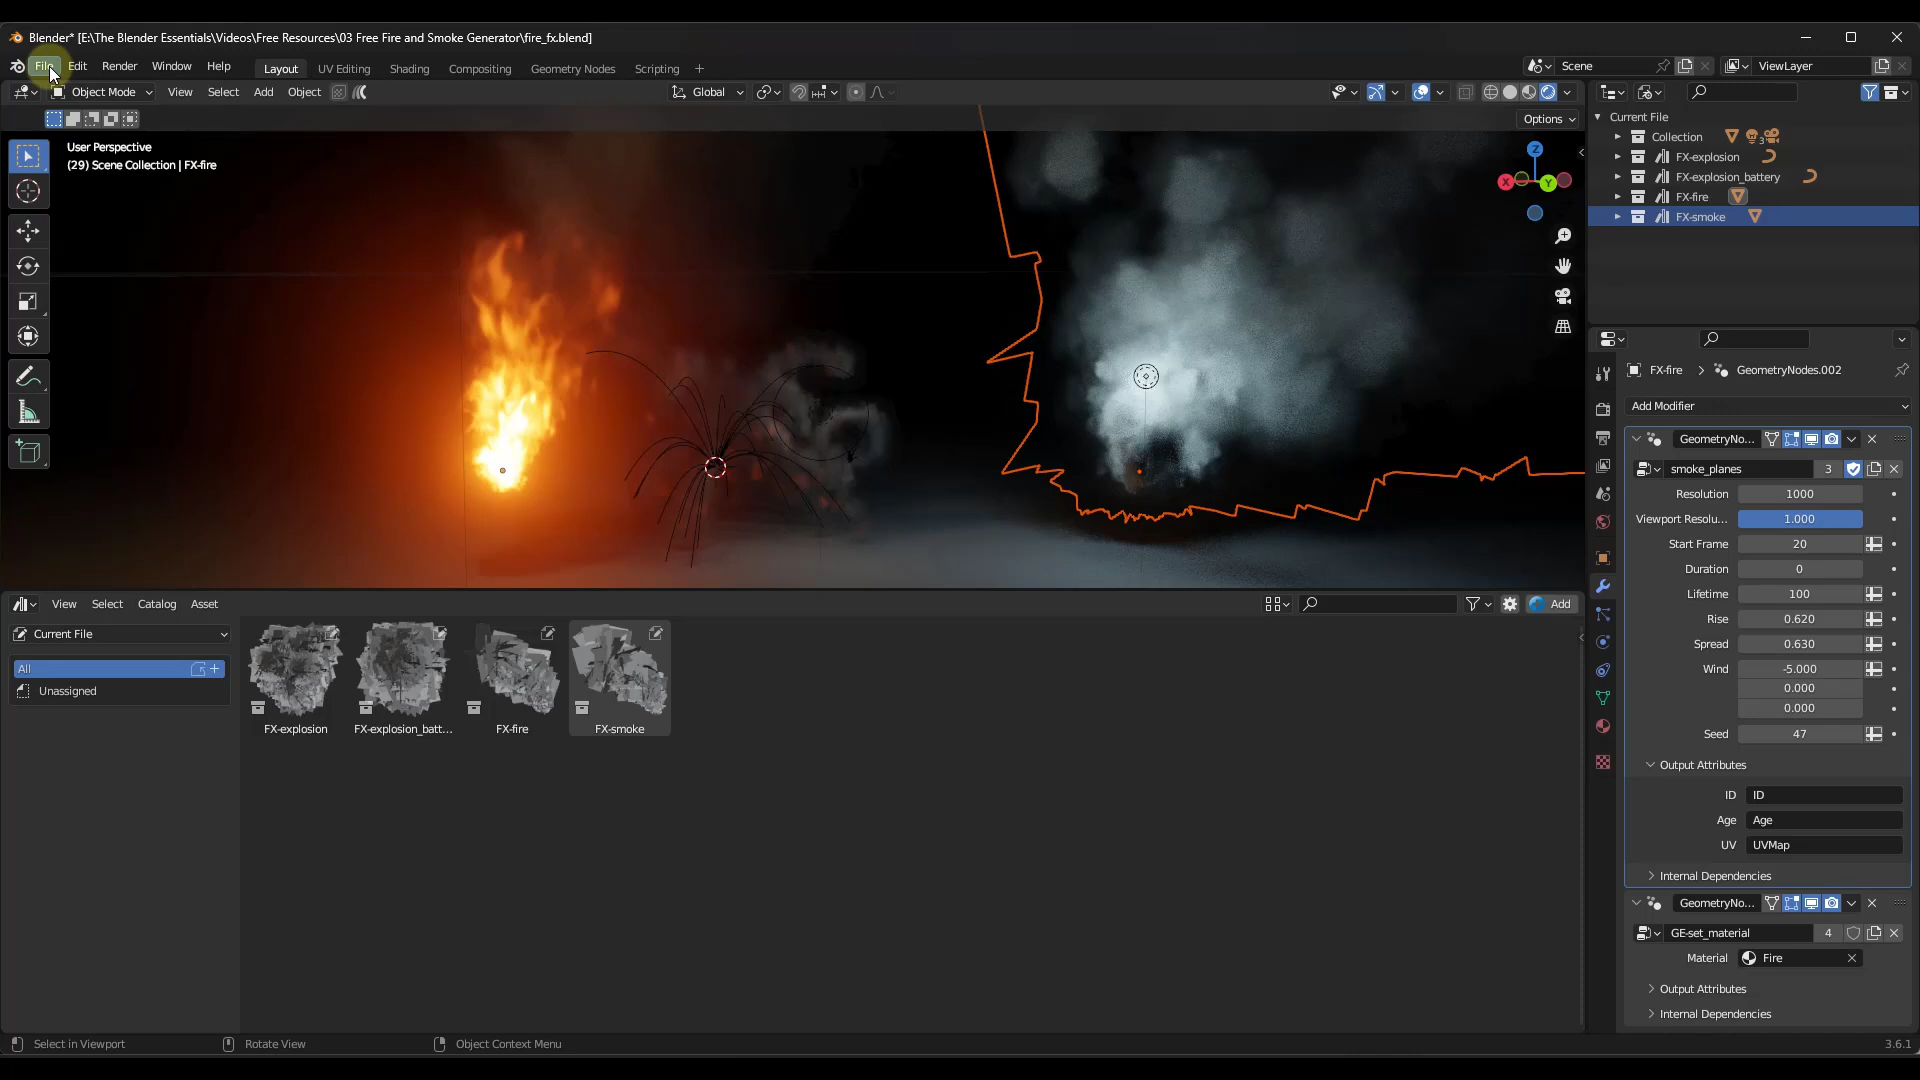 Blender* [E:\The Blender Essentials\Videos\Free Resources\03 Free Fire and Smoke Generator\fire_fx.blend]
File Edit Render Window Help Layout UV Editing Shading Compositing Geometry Nodes Scripting + Scene ViewLayer
Object Mode View Select Add Object Global
Options
User Perspective
(29) Scene Collection | FX-fire
Z
X
Y
Current File
Collection 3
FX-explosion
FX-explosion_battery
FX-fire
FX-smoke
FX-fire > GeometryNodes.002
Add Modifier
GeometryNo...
smoke_planes 3
Resolution 1000
Viewport Resolu... 1.000
Start Frame 20
Duration 0
Lifetime 100
Rise 0.620
Spread 0.630
Wind -5.000
0.000
0.000
Seed 47
Output Attributes
ID ID
Age Age
UV UVMap
Internal Dependencies
GeometryNo...
GE-set_material 4
Material Fire
Output Attributes
Internal Dependencies
View Select Catalog Asset Add
Current File
All
Unassigned
FX-explosion
FX-explosion_batt...
FX-fire
FX-smoke
Select in Viewport Rotate View Object Context Menu 3.6.1